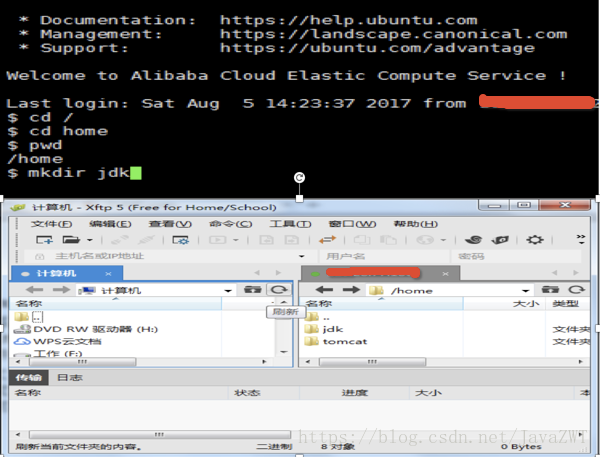 * Documentation:  https://help.ubuntu.com
* Management:     https://landscape.canonical.com
* Support:        https://ubuntu.com/advantage
Welcome to Alibaba Cloud Elastic Compute Service !
Last login: Sat Aug  5 14:23:37 2017 from
$ cd /
$ cd home
$ pwd
/home
$ mkdir jdk
计算机 - Xftp 5 (Free for Home/School)
文件(F) 编辑(E) 查看(V) 命令(C) 工具(T) 窗口(W) 帮助(H)
主机名或IP地址 用户名 密码
计算机
计算机 /home
刷新
名称 名称 大小 类型
.. ..
DVD RW 驱动器 (H:) jdk 文件夹
WPS云文档 tomcat 文件夹
工作 (F:)
传输 日志
名称 状态 进度 大小 本
https://blog.csdn.net/JavaZWT
刷新当前文件夹的内容。 二进制 8 对象 0 Bytes